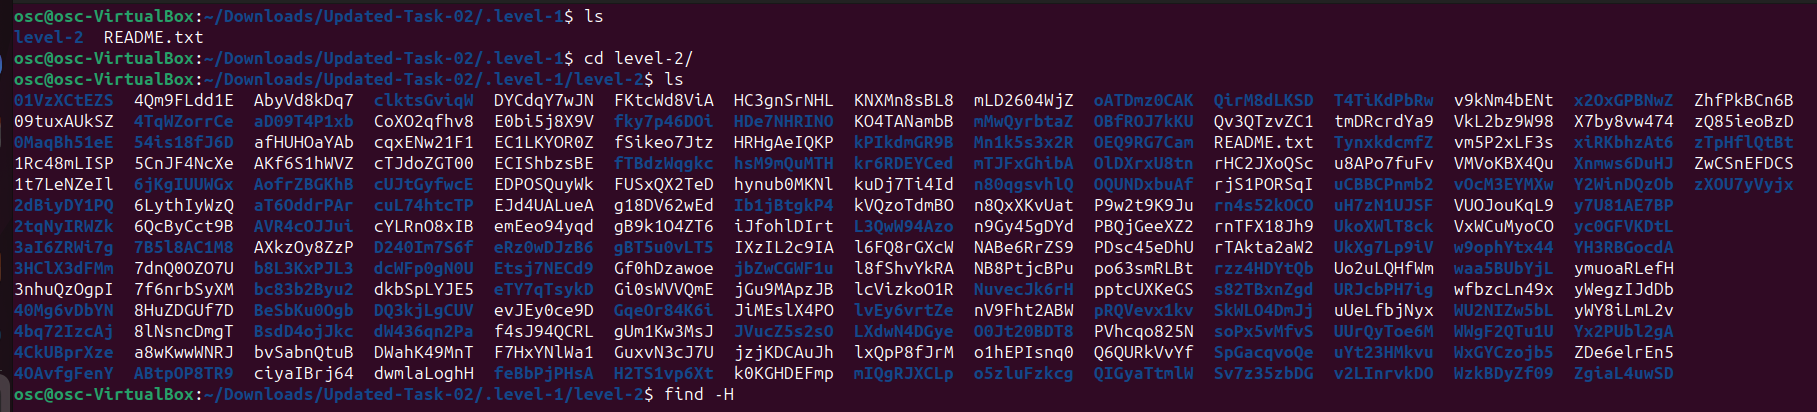 osc@osc-VirtualBox:~/Downloads/Updated-Task-02/.level-1$ ls
level-2  README.txt
osc@osc-VirtualBox:~/Downloads/Updated-Task-02/.level-1$ cd level-2/
osc@osc-VirtualBox:~/Downloads/Updated-Task-02/.level-1/level-2$ ls
01VzXCtEZS  4Qm9FLdd1E  AbyVd8kDq7  clktsGviqW  DYCdqY7wJN  FKtcWd8ViA  HC3gnSrNHL  KNXMn8sBL8  mLD2604WjZ  oATDmz0CAK  QirM8dLKSD  T4TiKdPbRw  v9kNm4bENt  x2OxGPBNwZ  ZhfPkBCn6B
09tuxAUkSZ  4TqWZorrCe  aD09T4P1xb  CoXO2qfhv8  E0bi5j8X9V  fky7p46DOi  HDe7NHRINO  KO4TANambB  mMwQyrbtaZ  OBfROJ7kKU  Qv3QTzvZC1  tmDRcrdYa9  VkL2bz9W98  X7by8vw474  zQ85ieoBzD
0MaqBh51eE  54is18fJ6D  afHUHOaYAb  cqxENw21F1  EC1LKYOR0Z  fSikeo7Jtz  HRHgAeIQKP  kPIkdmGR9B  Mn1k5s3x2R  OEQ9RG7Cam  README.txt  TynxkdcmfZ  vm5P2xLF3s  xiRKbhzAt6  zTpHflQtBt
1Rc48mLISP  5CnJF4NcXe  AKf6S1hWVZ  cTJdoZGT00  ECIShbzsBE  fTBdzWqgkc  hsM9mQuMTH  kr6RDEYCed  mTJFxGhibA  OlDXrxU8tn  rHC2JXoQSc  u8APo7fuFv  VMVoKBX4Qu  Xnmws6DuHJ  ZwCSnEFDCS
1t7LeNZeIl  6jKgIUUWGx  AofrZBGKhB  cUJtGyfwcE  EDPOSQuyWk  FUSxQX2TeD  hynub0MKNl  kuDj7Ti4Id  n80qgsvhlQ  OQUNDxbuAf  rjS1PORSqI  uCBBCPnmb2  vOcM3EYMXw  Y2WinDQzOb  zXOU7yVyjx
2dBiyDY1PQ  6LythIyWzQ  aT6OddrPAr  cuL74htcTP  EJd4UALueA  g18DV62wEd  Ib1jBtgkP4  kVQzoTdmBO  n8QxXKvUat  P9w2t9K9Ju  rn4s52kOCO  uH7zN1UJSF  VUOJouKqL9  y7U81AE7BP
2tqNyIRWZk  6QcByCct9B  AVR4cOJJui  cYLRnO8xIB  emEeo94yqd  gB9k1O4ZT6  iJfohlDIrt  L3QwW94Azo  n9Gy45gDYd  PBQjGeeXZ2  rnTFX18Jh9  UkoXWlT8ck  VxWCuMyoCO  yc0GFVKDtL
3aI6ZRWi7g  7B5l8AC1M8  AXkzOy8ZzP  D240Im7S6f  eRz0wDJzB6  gBT5u0vLT5  IXzIL2c9IA  l6FQ8rGXcW  NABe6RrZS9  PDsc45eDhU  rTAkta2aW2  UkXg7Lp9iV  w9ophYtx44  YH3RBGocdA
3HClX3dFMm  7dnQ0OZO7U  b8L3KxPJL3  dcWFp0gN0U  Etsj7NECd9  Gf0hDzawoe  jbZwCGWF1u  l8fShvYkRA  NB8PtjcBPu  po63smRLBt  rzz4HDYtQb  Uo2uLQHfWm  waa5BUbYjL  ymuoaRLefH
3nhuQzOgpI  7f6nrbSyXM  bc83b2Byu2  dkbSpLYJE5  eTY7qTsykD  Gi0sWVVQmE  jGu9MApzJB  lcVizkoO1R  NuvecJk6rH  pptcUXKeGS  s82TBxnZgd  URJcbPH7ig  wfbzcLn49x  yWegzIJdDb
40Mg6vDbYN  8HuZDGUf7D  BeSbKu0Ogb  DQ3kjLgCUV  evJEy0ce9D  GqeOr84K6i  JiMEslX4PO  lvEy6vrtZe  nV9Fht2ABW  pRQVevx1kv  SkWLO4DmJj  uUeLfbjNyx  WU2NIZw5bL  yWY8iLmL2v
4bq72IzcAj  8lNsncDmgT  BsdD4ojJkc  dW436qn2Pa  f4sJ94QCRL  gUm1Kw3MsJ  JVucZ5s2sO  LXdwN4DGye  O0Jt20BDT8  PVhcqo825N  soPx5vMfvS  UUrQyToe6M  WWgF2QTu1U  Yx2PUbl2gA
4CkUBprXze  a8wKwwWNRJ  bvSabnQtuB  DWahK49MnT  F7HxYNlWa1  GuxvN3cJ7U  jzjKDCAuJh  lxQpP8fJrM  o1hEPIsnq0  Q6QURkVvYf  SpGacqvoQe  uYt23HMkvu  WxGYCzojb5  ZDe6elrEn5
4OAvfgFenY  ABtpOP8TR9  ciyaIBrj64  dwmlaLoghH  feBbPjPHsA  H2TS1vp6Xt  k0KGHDEFmp  mIQgRJXCLp  o5zluFzkcg  QIGyaTtmlW  Sv7z35zbDG  v2LInrvkDO  WzkBDyZf09  ZgiaL4uwSD
osc@osc-VirtualBox:~/Downloads/Updated-Task-02/.level-1/level-2$ find -H